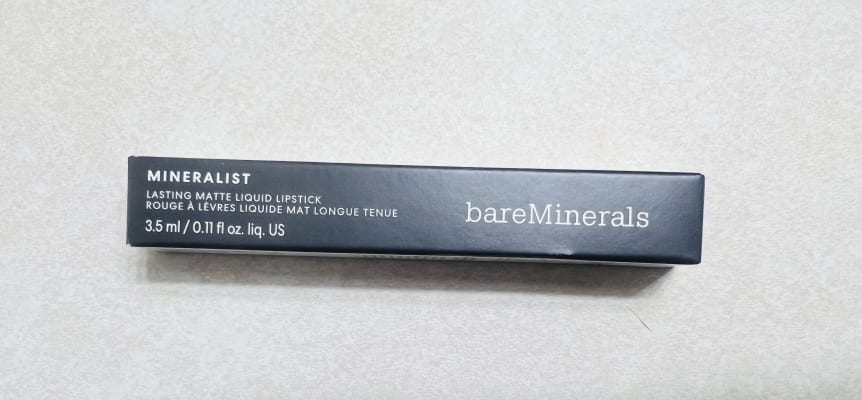 MINERALIST
LASTING MATTE LIQUID LIPSTICK
ROUGE À LÈVRES LIQUIDE MAT LONGUE TENUE
3.5 ml / 0.11 fl oz. liq. US
bareMinerals